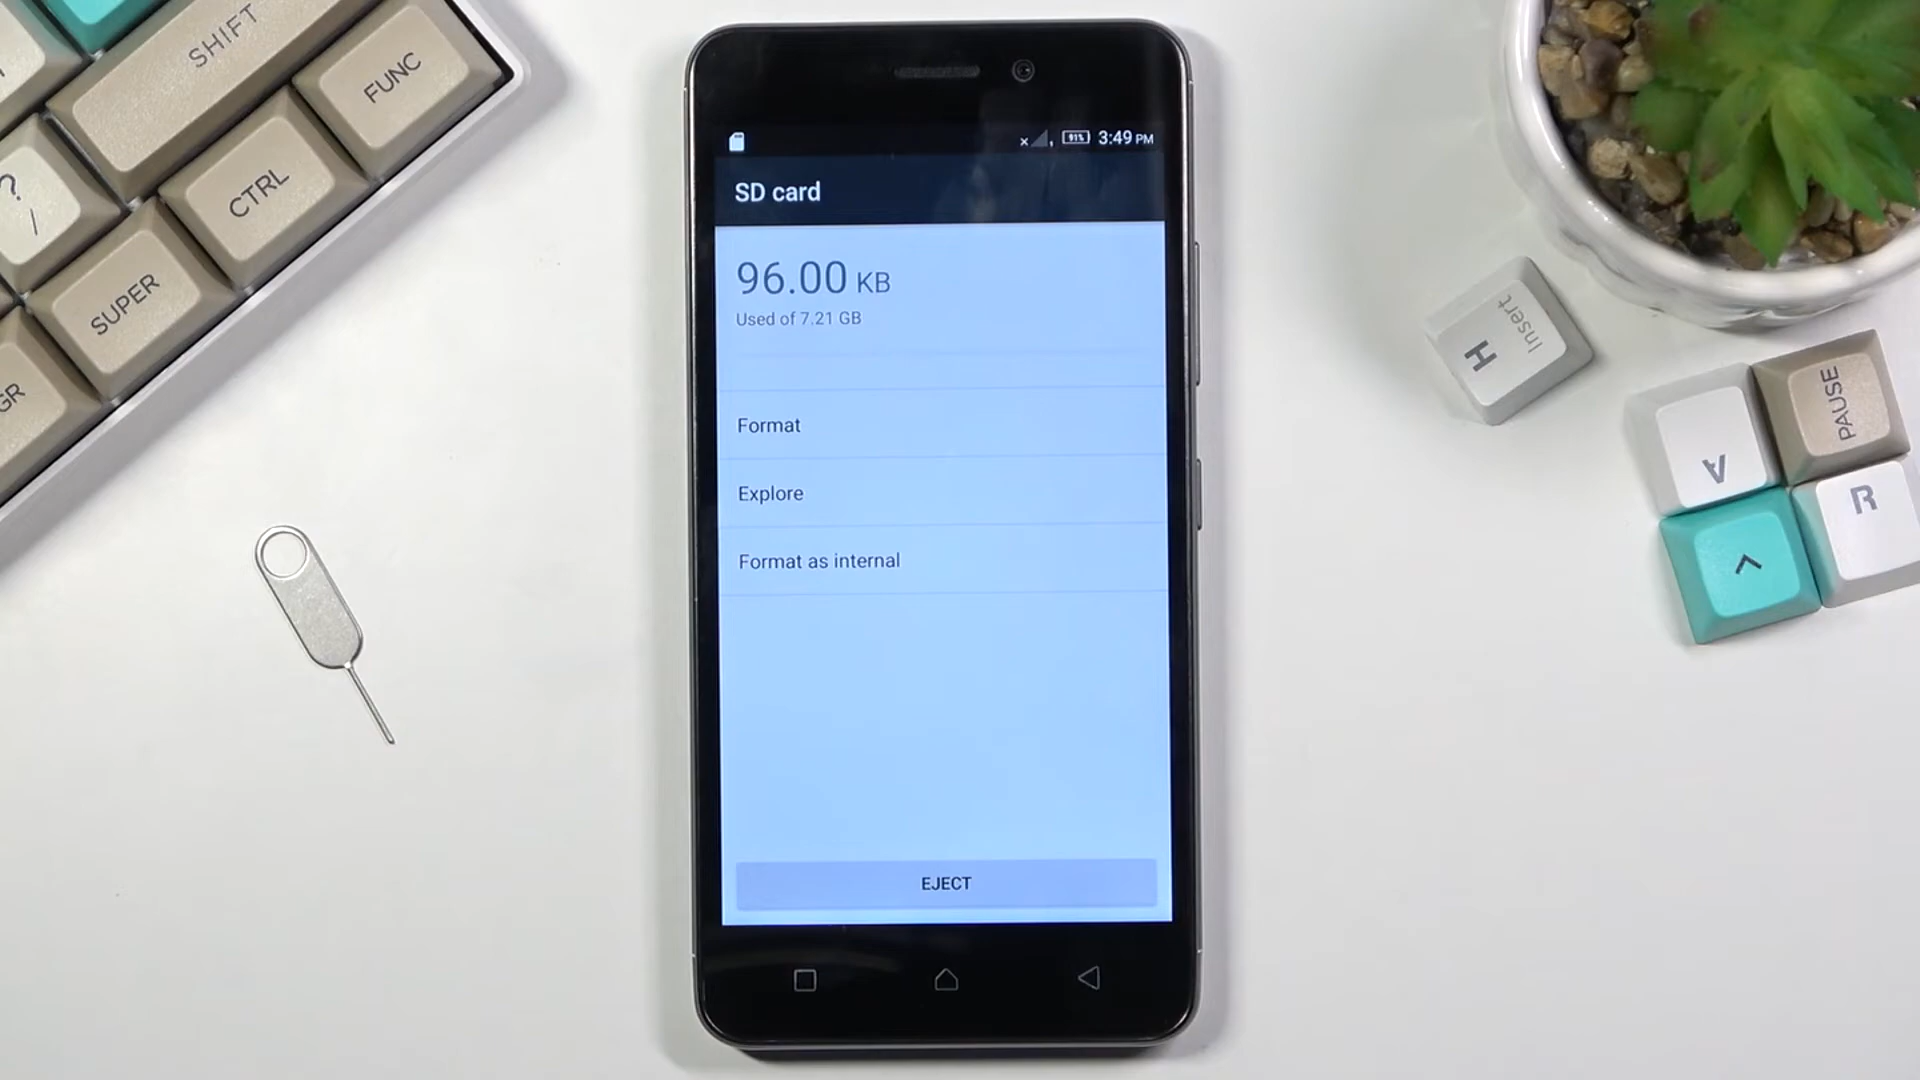 SHIFT
FUNC
?
/
CTRL
SUPER
GR
91%
3:49 PM
SD card
96.00 KB
Used of 7.21 GB
Format
Explore
Format as internal
EJECT
Insert
H
PAUSE
V
R
^